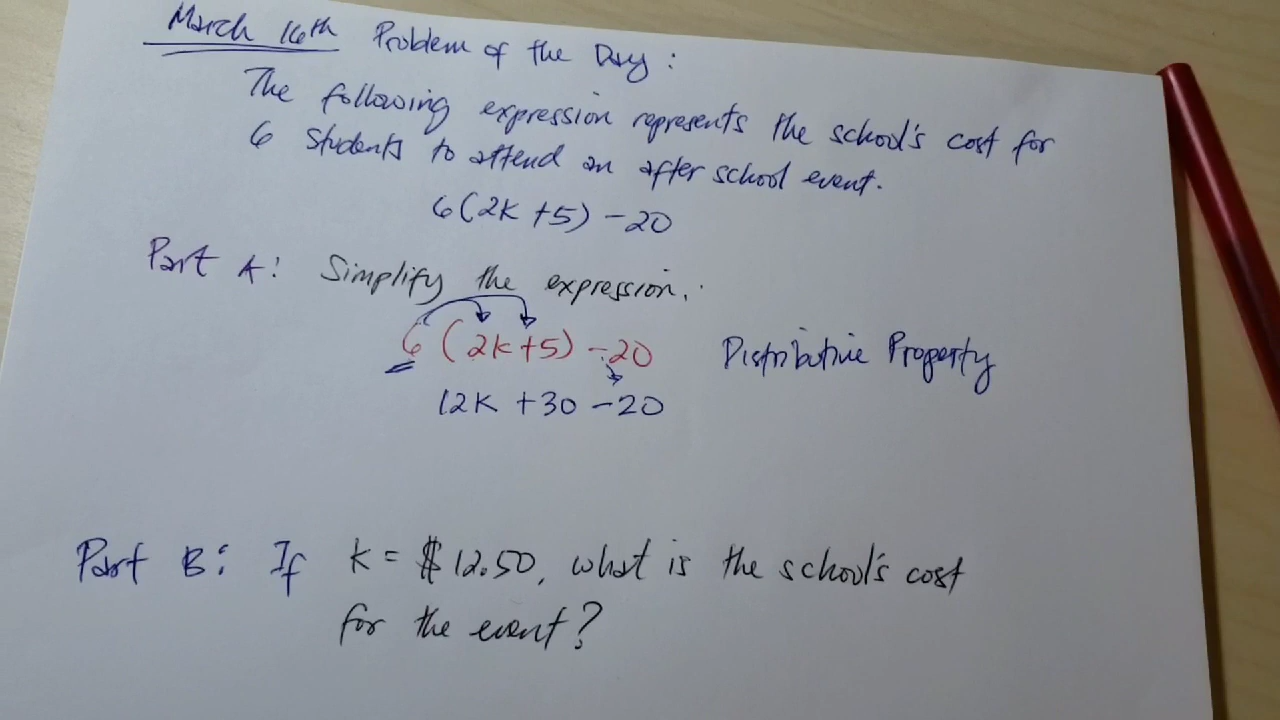 March 16th Problem of the Day:
The following expression represents the school's cost for
6 students to attend an after school event.
6(2k+5) -20
Part A: Simplify the expression.
6(2k+5) -20 Distributive Property
12k +30 -20
Part B: If k = $12.50, what is the school's cost
for the event?